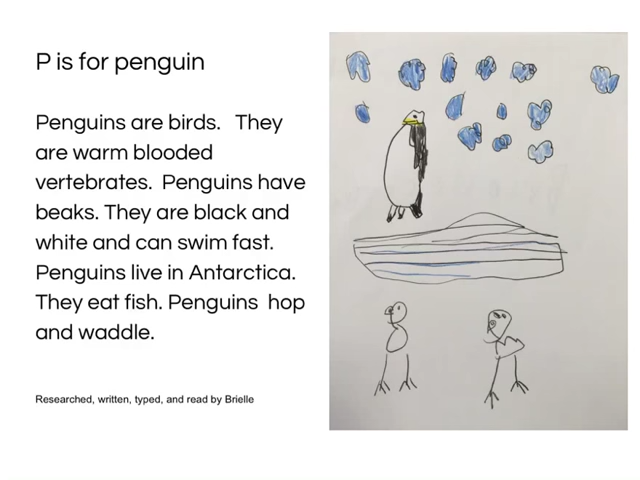 P is for penguin
Penguins are birds.   They
are warm blooded
vertebrates.  Penguins have
beaks. They are black and
white and can swim fast.
Penguins live in Antarctica.
They eat fish. Penguins  hop
and waddle.
Researched, written, typed, and read by Brielle